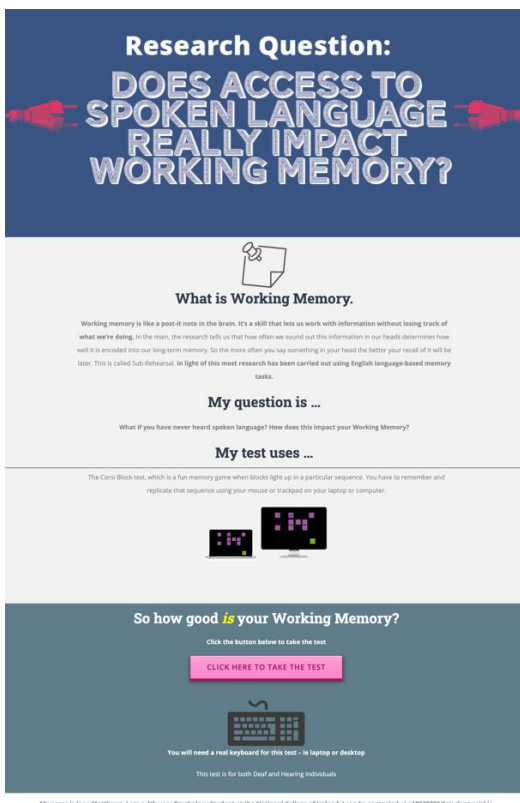 Research Question:
DOES ACCESS TO
SPOKEN LANGUAGE
REALLY IMPACT
WORKING MEMORY?
What is Working Memory.
Working memory is like a post-it note in the brain. It's a skill that lets us work with information without losing track of
what we're doing. In the main, the research tells us that how often we sound out this information in our heads determines how
well it is encoded into our long-term memory. So the more often you say something in your head the better your recall of it will be
later. This is called Sub-Rehearsal. In light of this most research has been carried out using English language-based memory
tasks.
My question is ...
What if you have never heard spoken language? How does this impact your Working Memory?
My test uses ...
The Corsi Block test, which is a fun memory game when blocks light up in a particular sequence. You have to remember and
replicate that sequence using your mouse or trackpad on your laptop or computer.
So how good is your Working Memory?
Click the button below to take the test
CLICK HERE TO TAKE THE TEST
You will need a real keyboard for this test – ie laptop or desktop
This test is for both Deaf and Hearing individuals